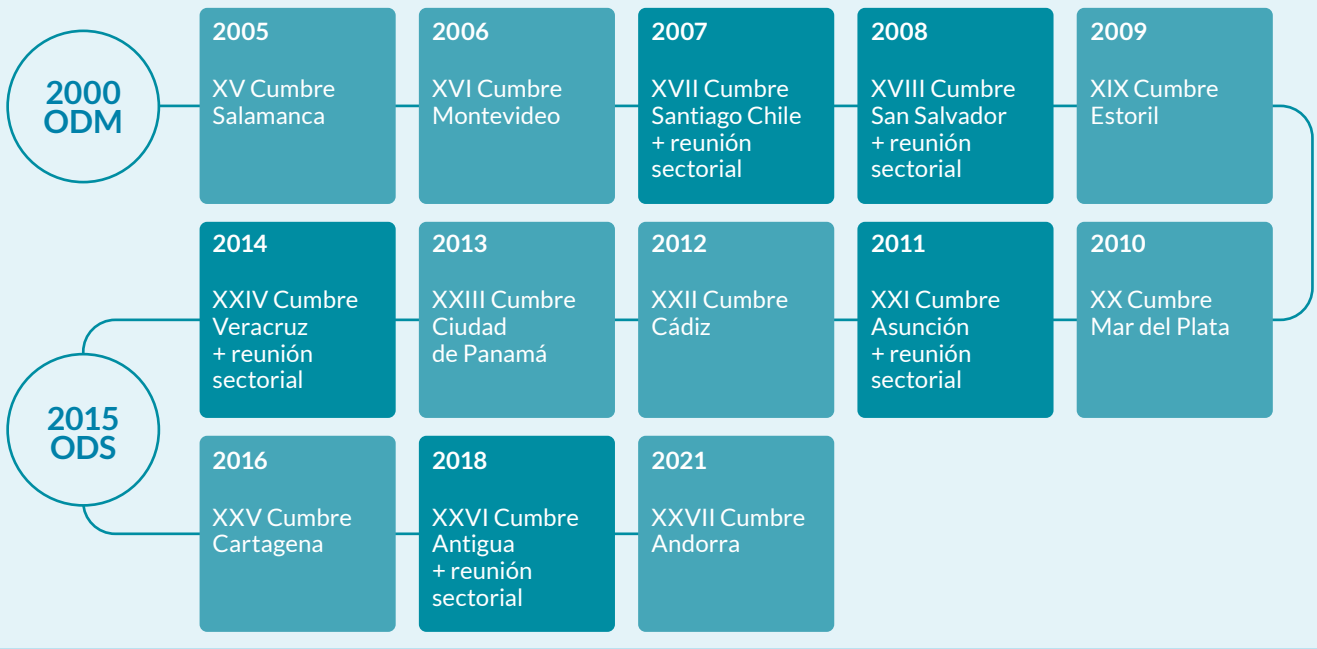 2000
ODM
2005
XV Cumbre
Salamanca
2006
XVI Cumbre
Montevideo
2007
XVII Cumbre
Santiago Chile
+ reunión
sectorial
2008
XVIII Cumbre
San Salvador
+ reunión
sectorial
2009
XIX Cumbre
Estoril
2010
XX Cumbre
Mar del Plata
2011
XXI Cumbre
Asunción
+ reunión
sectorial
2012
XXII Cumbre
Cádiz
2013
XXIII Cumbre
Ciudad
de Panamá
2014
XXIV Cumbre
Veracruz
+ reunión
sectorial
2015
ODS
2016
XXV Cumbre
Cartagena
2018
XXVI Cumbre
Antigua
+ reunión
sectorial
2021
XXVII Cumbre
Andorra